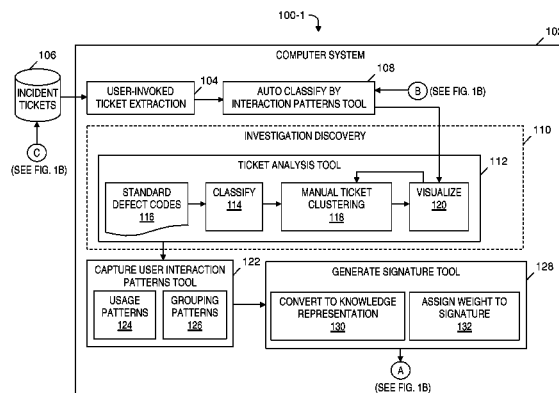 100-1
102
COMPUTER SYSTEM
106
INCIDENT
TICKETS
C
(SEE FIG. 1B)
104
USER-INVOKED
TICKET EXTRACTION
108
AUTO CLASSIFY BY
INTERACTION PATTERNS TOOL
B
(SEE FIG. 1B)
110
INVESTIGATION DISCOVERY
112
TICKET ANALYSIS TOOL
STANDARD
DEFECT CODES
116
CLASSIFY
114
MANUAL TICKET
CLUSTERING
118
VISUALIZE
120
122
CAPTURE USER INTERACTION
PATTERNS TOOL
USAGE
PATTERNS
124
GROUPING
PATTERNS
126
128
GENERATE SIGNATURE TOOL
CONVERT TO KNOWLEDGE
REPRESENTATION
130
ASSIGN WEIGHT TO
SIGNATURE
132
A
(SEE FIG. 1B)